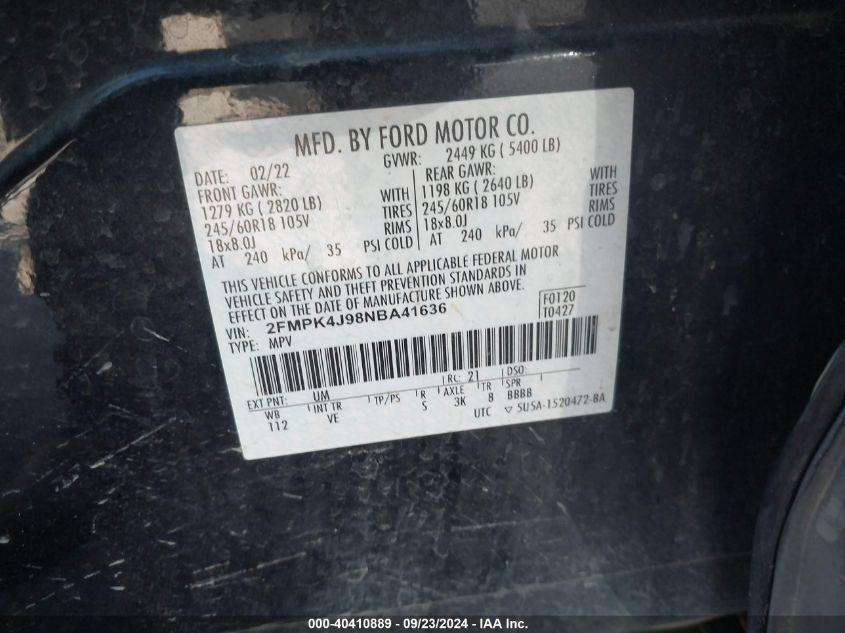 MFD. BY FORD MOTOR CO.
DATE: 02/22 GVWR: 2449 KG ( 5400 LB)
FRONT GAWR: WITH REAR GAWR: WITH
1279 KG ( 2820 LB) TIRES 1198 KG ( 2640 LB) TIRES
245/60R18 105V RIMS 245/60R18 105V RIMS
18x8.0J 18x8.0J
AT 240 kPa/ 35 PSI COLD AT 240 kPa/ 35 PSI COLD
THIS VEHICLE CONFORMS TO ALL APPLICABLE FEDERAL MOTOR
VEHICLE SAFETY AND THEFT PREVENTION STANDARDS IN
EFFECT ON THE DATE OF MANUFACTURE SHOWN ABOVE.
VIN: 2FMPK4J98NBA41636 F0120
TYPE: MPV T0427
EXT PNT: UM RC: 21 DSO:
WB INT TR TP/PS R AXLE TR SPR
112 VE S 3K 8 BBBB
UTC ▽ 5U5A-1520472-BA
000-40410889 - 09/23/2024 - IAA Inc.